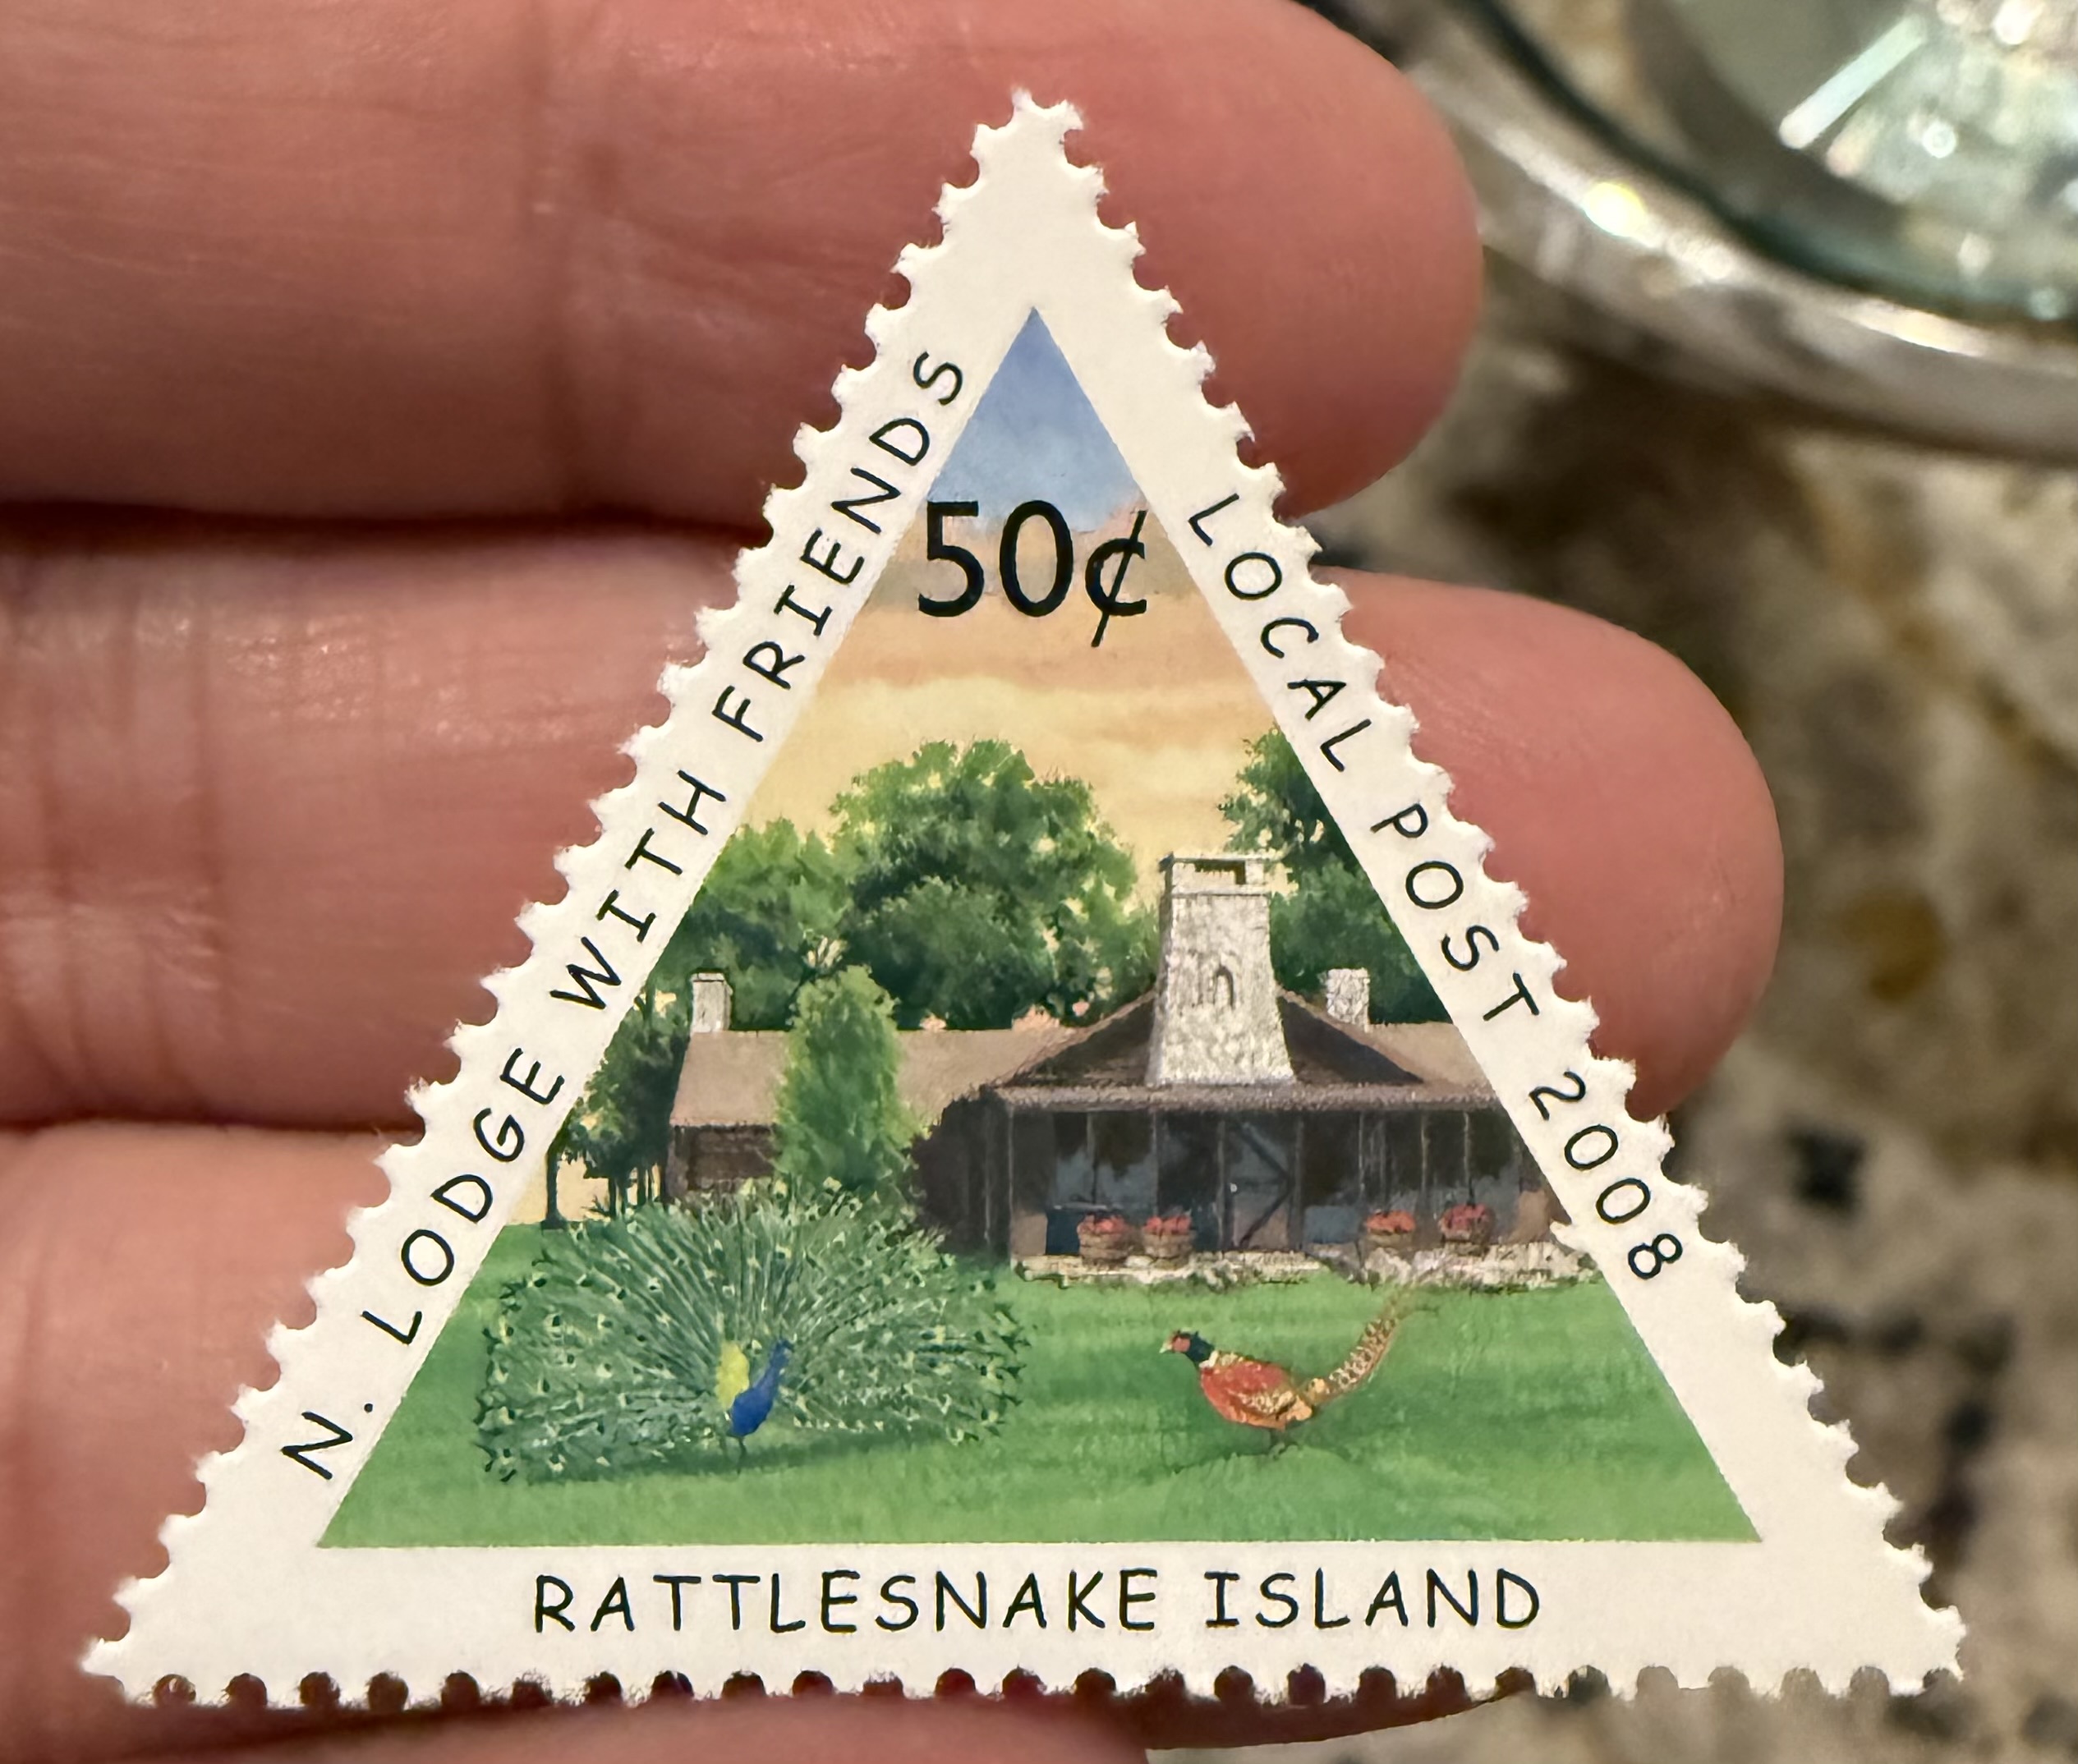 N. LODGE WITH FRIENDS
50¢
LOCAL POST 2008
RATTLESNAKE ISLAND